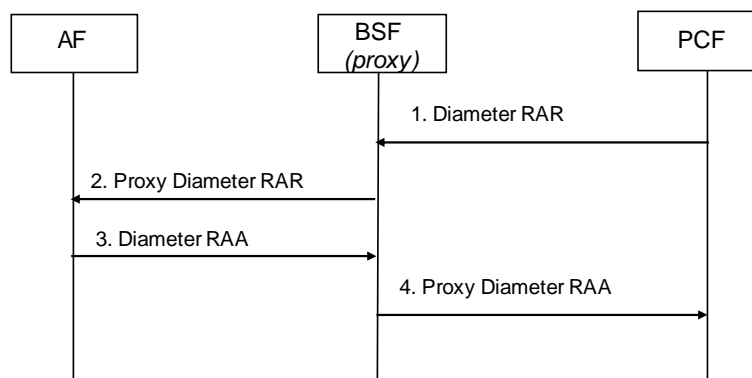 AF
BSF
(proxy)
PCF
1. Diameter RAR
2. Proxy Diameter RAR
3. Diameter RAA
4. Proxy Diameter RAA